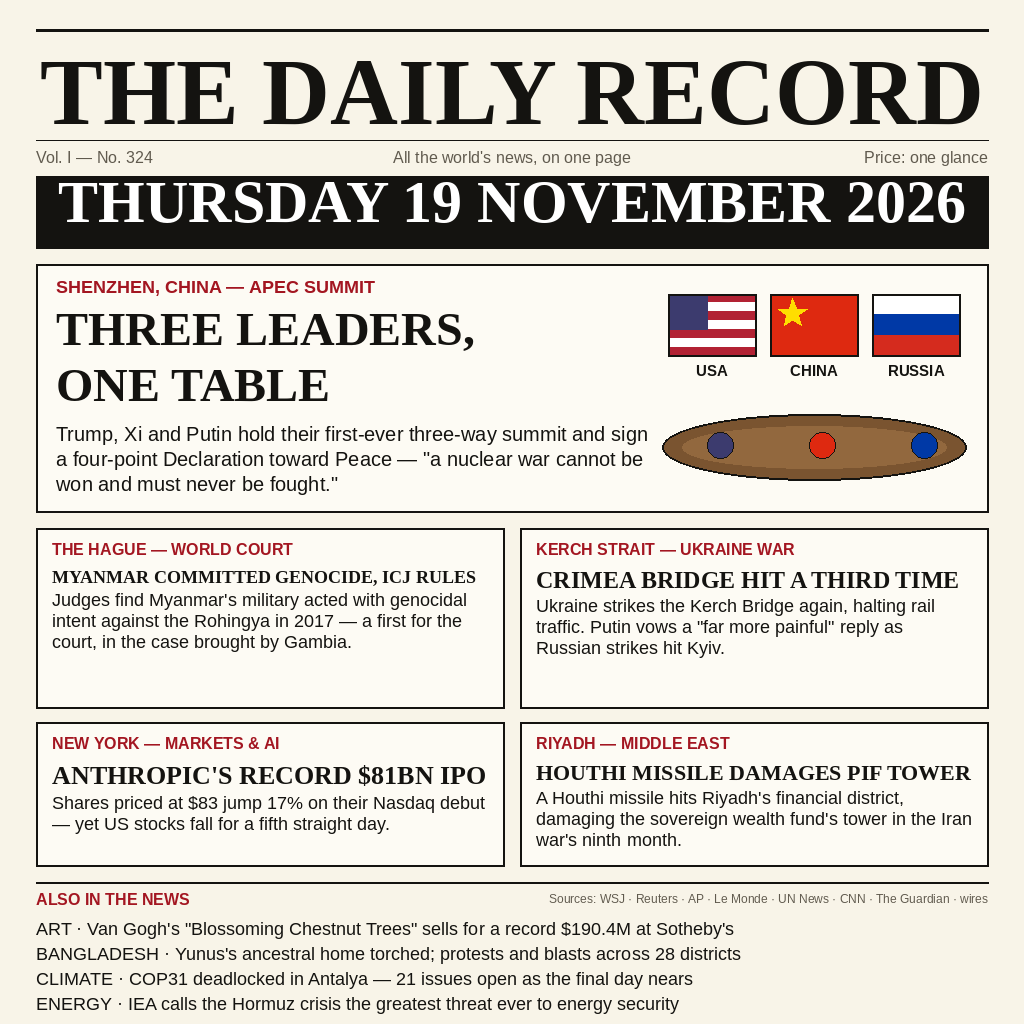 THE DAILY RECORD
Vol. I — No. 324
All the world's news, on one page
Price: one glance
THURSDAY 19 NOVEMBER 2026
SHENZHEN, CHINA — APEC SUMMIT
THREE LEADERS,
ONE TABLE
Trump, Xi and Putin hold their first-ever three-way summit and sign
a four-point Declaration toward Peace — "a nuclear war cannot be
won and must never be fought."
USA
CHINA
RUSSIA
THE HAGUE — WORLD COURT
MYANMAR COMMITTED GENOCIDE, ICJ RULES
Judges find Myanmar's military acted with genocidal
intent against the Rohingya in 2017 — a first for the
court, in the case brought by Gambia.
KERCH STRAIT — UKRAINE WAR
CRIMEA BRIDGE HIT A THIRD TIME
Ukraine strikes the Kerch Bridge again, halting rail
traffic. Putin vows a "far more painful" reply as
Russian strikes hit Kyiv.
NEW YORK — MARKETS & AI
ANTHROPIC'S RECORD $81BN IPO
Shares priced at $83 jump 17% on their Nasdaq debut
— yet US stocks fall for a fifth straight day.
RIYADH — MIDDLE EAST
HOUTHI MISSILE DAMAGES PIF TOWER
A Houthi missile hits Riyadh's financial district,
damaging the sovereign wealth fund's tower in the Iran
war's ninth month.
ALSO IN THE NEWS
Sources: WSJ · Reuters · AP · Le Monde · UN News · CNN · The Guardian · wires
ART · Van Gogh's "Blossoming Chestnut Trees" sells for a record $190.4M at Sotheby's
BANGLADESH · Yunus's ancestral home torched; protests and blasts across 28 districts
CLIMATE · COP31 deadlocked in Antalya — 21 issues open as the final day nears
ENERGY · IEA calls the Hormuz crisis the greatest threat ever to energy security